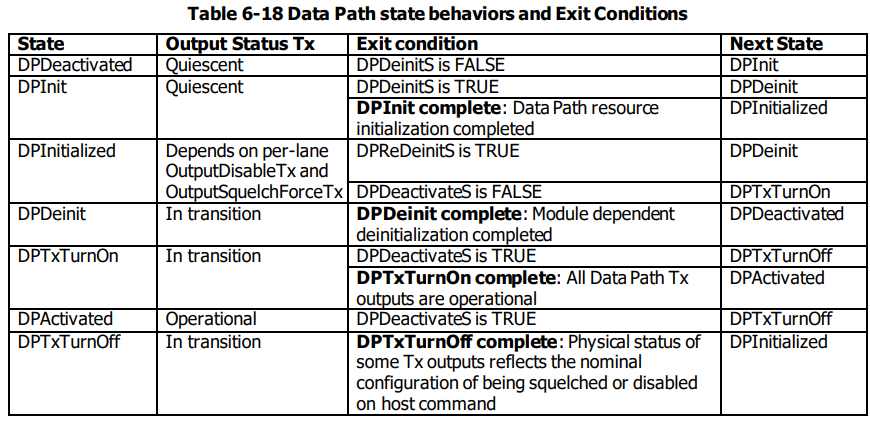 Table 6-18 Data Path state behaviors and Exit Conditions
State Output Status Tx Exit condition Next State
DPDeactivated Quiescent DPDeinitS is FALSE DPInit
DPInit Quiescent DPDeinitS is TRUE DPDeinit
DPInit complete: Data Path resource DPInitialized
initialization completed
DPInitialized Depends on per-lane DPReDeinitS is TRUE DPDeinit
OutputDisableTx and
OutputSquelchForceTx DPDeactivateS is FALSE DPTxTurnOn
DPDeinit In transition DPDeinit complete: Module dependent DPDeactivated
deinitialization completed
DPTxTurnOn In transition DPDeactivateS is TRUE DPTxTurnOff
DPTxTurnOn complete: All Data Path Tx DPActivated
outputs are operational
DPActivated Operational DPDeactivateS is TRUE DPTxTurnOff
DPTxTurnOff In transition DPTxTurnOff complete: Physical status of DPInitialized
some Tx outputs reflects the nominal
configuration of being squelched or disabled
on host command